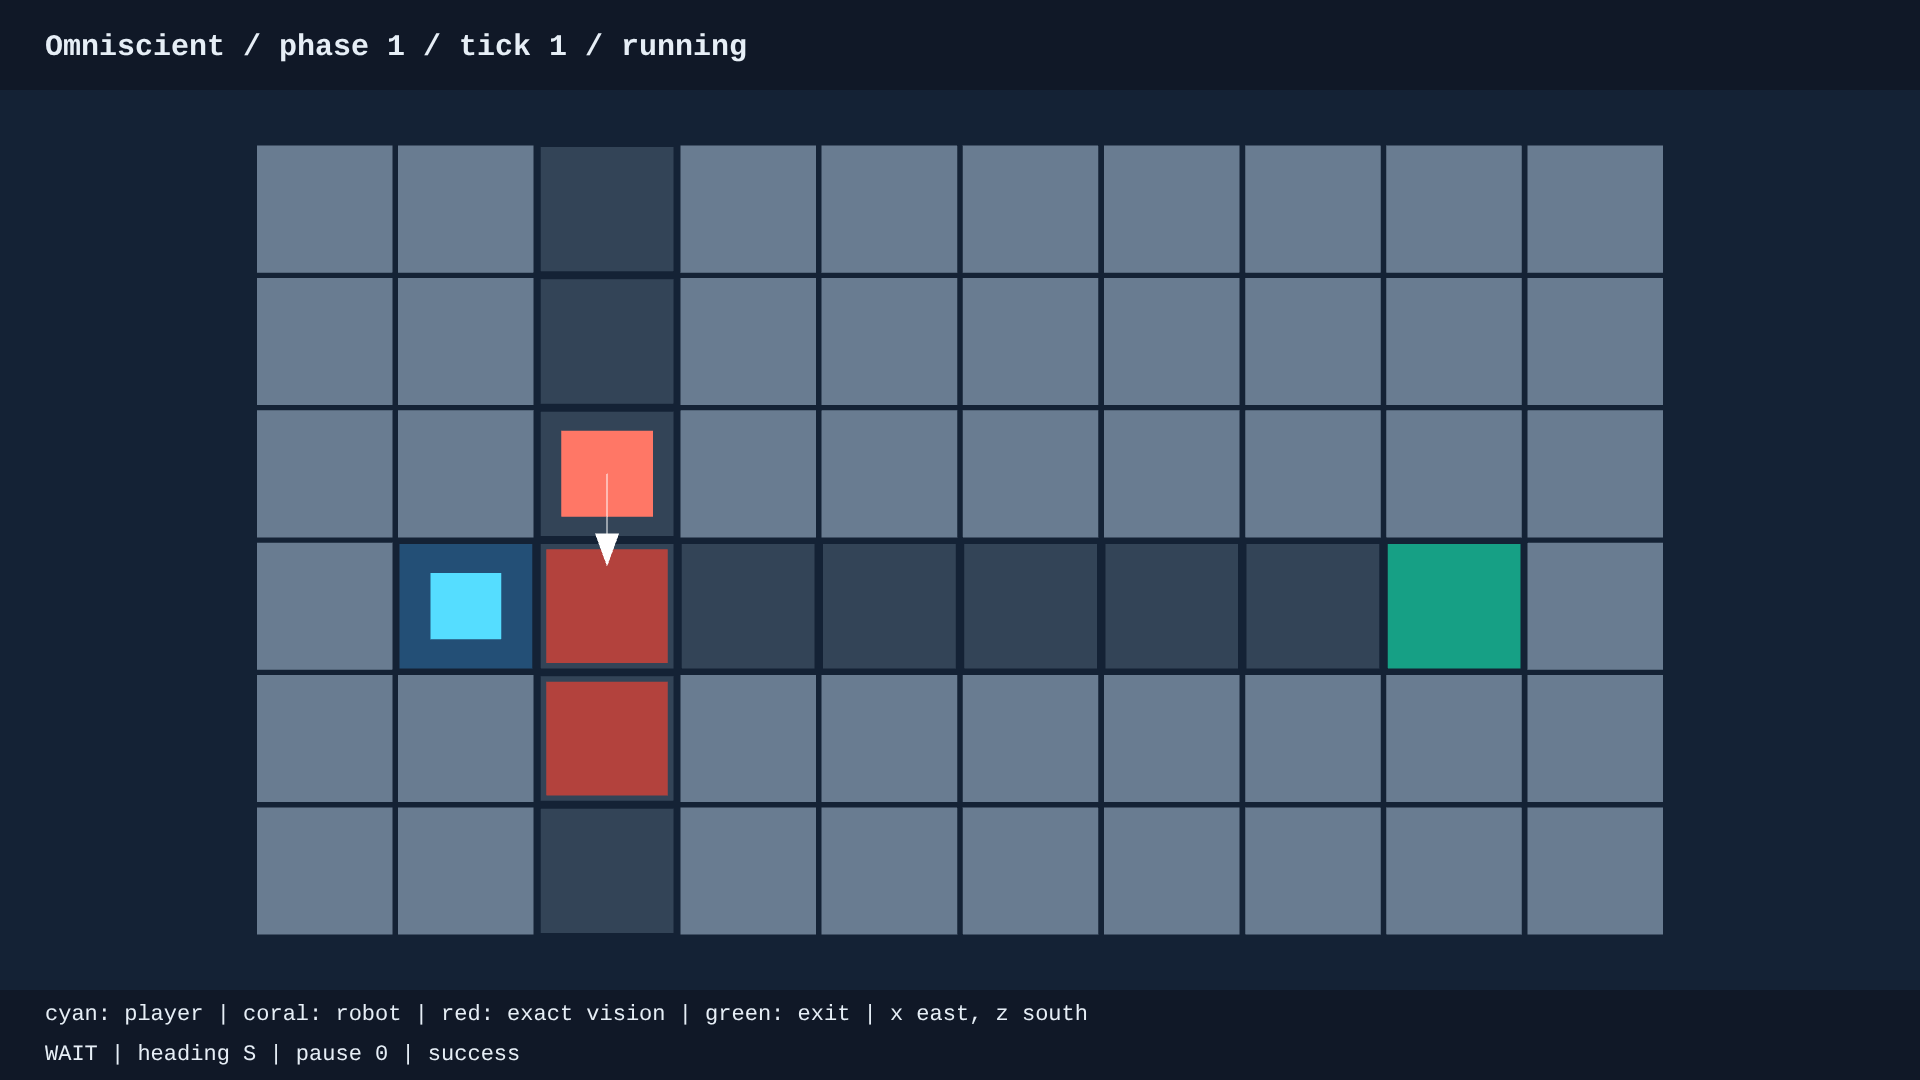 Omniscient / phase 1 / tick 1 / running
cyan: player | coral: robot | red: exact vision | green: exit | x east, z south
WAIT | heading S | pause 0 | success